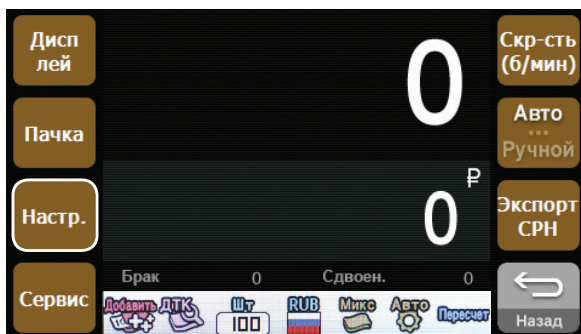 Дисп
лей
Пачка
Настр.
Сервис
0
₽
0
Брак 0 Сдвоен. 0
Добавить ДТК Шт 100 RUB Микс Авто Пересчет
Скр-сть
(б/мин)
Авто
...
Ручной
Экспорт
СРН
Назад